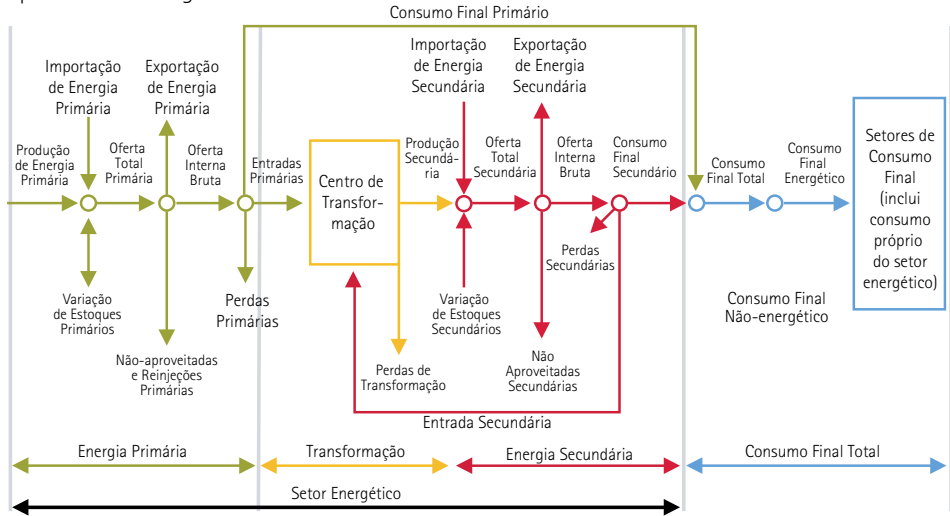 Consumo Final Primário
Importação
de Energia
Primária
Exportação
de Energia
Primária
Importação
de Energia
Secundária
Exportação
de Energia
Secundária
Produção
de Energia
Primária
Oferta
Total
Primária
Oferta
Interna
Bruta
Entradas
Primárias
Centro de
Transfor-
mação
Produção
Secundá-
ria
Oferta
Total
Secundária
Oferta
Interna
Bruta
Consumo
Final
Secundário
Consumo
Final Total
Consumo
Final
Energético
Setores de
Consumo
Final
(inclui
consumo
próprio
do setor
energético)
Variação
de Estoques
Primários
Perdas
Primárias
Não-aproveitadas
e Reinjeções
Primárias
Perdas de
Transformação
Variação
de Estoques
Secundários
Perdas
Secundárias
Não
Aproveitadas
Secundárias
Consumo Final
Não-energético
Entrada Secundária
Energia Primária
Transformação
Energia Secundária
Consumo Final Total
Setor Energético